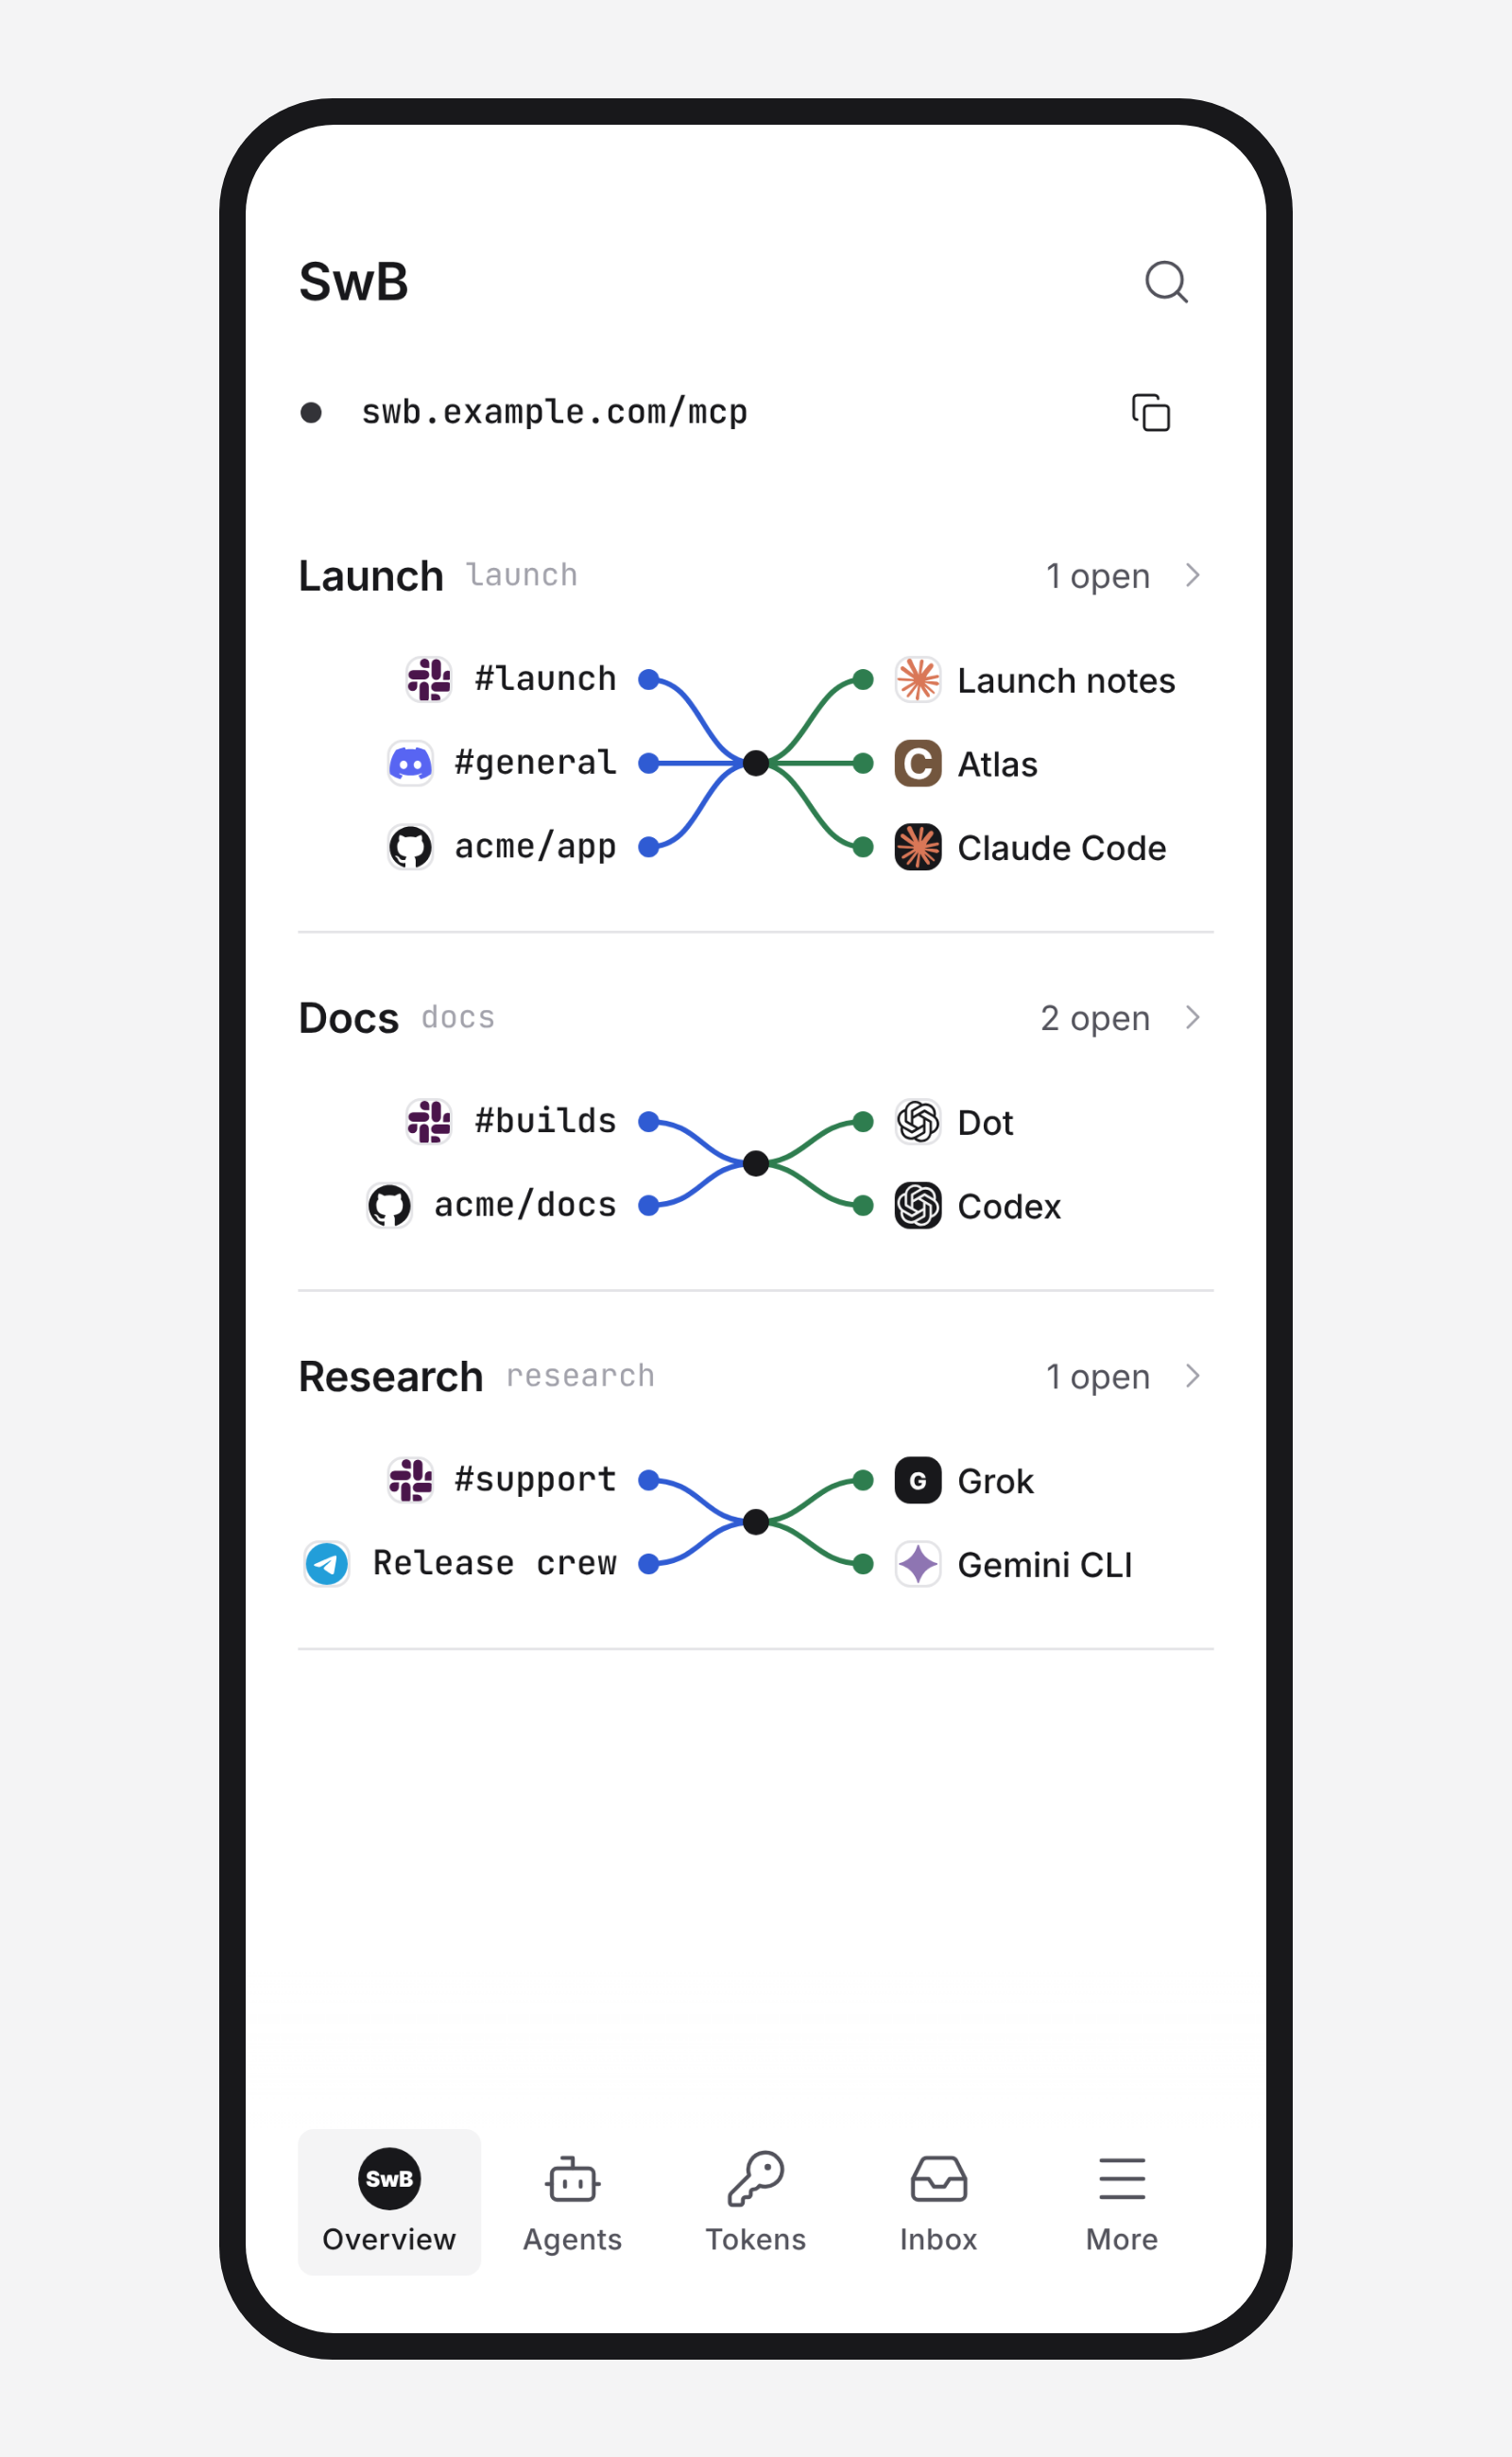 SwB
swb.example.com/mcp
Launch launch 1 open
#launch Launch notes
#general C Atlas
acme/app Claude Code
Docs docs 2 open
#builds Dot
acme/docs Codex
Research research 1 open
#support G Grok
Release crew Gemini CLI
SwB
Overview Agents Tokens Inbox More